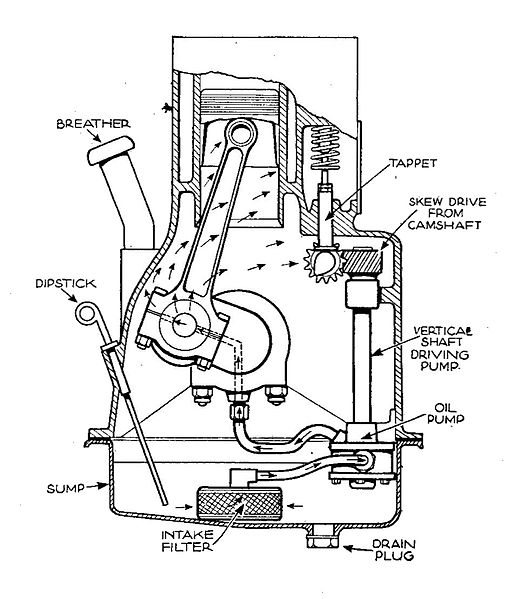 BREATHER
TAPPET
SKEW DRIVE
FROM
CAMSHAFT
DIPSTICK
VERTICAL
SHAFT
DRIVING
PUMP.
OIL
PUMP
SUMP
INTAKE
FILTER
DRAIN
PLUG